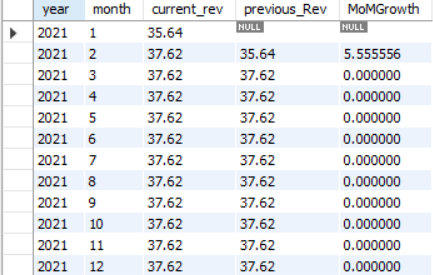 year month current_rev previous_Rev MoMGrowth
2021 1 35.64 NULL NULL
2021 2 37.62 35.64 5.555556
2021 3 37.62 37.62 0.000000
2021 4 37.62 37.62 0.000000
2021 5 37.62 37.62 0.000000
2021 6 37.62 37.62 0.000000
2021 7 37.62 37.62 0.000000
2021 8 37.62 37.62 0.000000
2021 9 37.62 37.62 0.000000
2021 10 37.62 37.62 0.000000
2021 11 37.62 37.62 0.000000
2021 12 37.62 37.62 0.000000